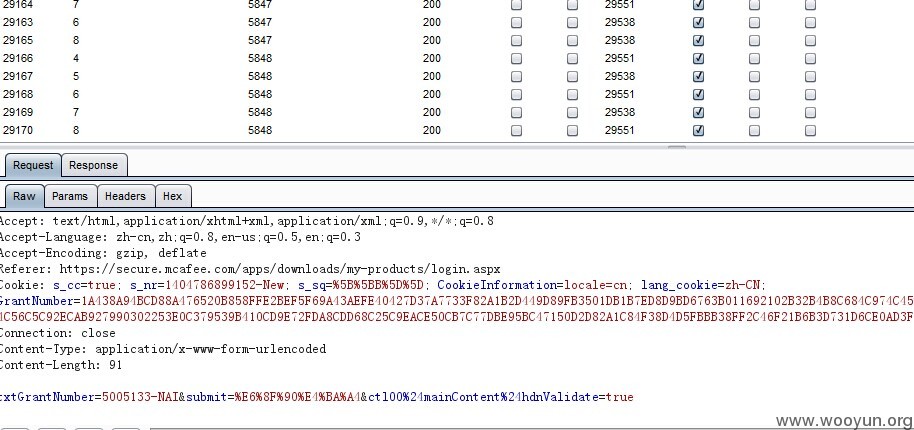 29164 7 5847 200 29551
29163 6 5847 200 29538
29165 8 5847 200 29538
29166 4 5848 200 29551
29167 5 5848 200 29538
29168 6 5848 200 29551
29169 7 5848 200 29538
29170 8 5848 200 29551
Request Response
Raw Params Headers Hex
Accept: text/html,application/xhtml+xml,application/xml;q=0.9,*/*;q=0.8
Accept-Language: zh-cn,zh;q=0.8,en-us;q=0.5,en;q=0.3
Accept-Encoding: gzip, deflate
Referer: https://secure.mcafee.com/apps/downloads/my-products/login.aspx
Cookie: s_cc=true; s_nr=1404786899152-New; s_sq=%5B%5BB%5D%5D; CookieInformation=locale=cn; lang_cookie=zh-CN;
GrantNumber=1A438A94BCD88A476520B858FFE2BEF5F69A43AEFE40427D37A7733F82A1B2D449D89FB3501DB1B7ED8D9BD6763B011692102B32B4B8C684C974C45
4C56C5C92ECAB927990302253E0C379539B410CD9E72FDA8CDD68C25C9EACE50CB7C77DBE95BC47150D2D82A1C84F38D4D5FBBB38FF2C46F21B6B3D731D6CE0AD3F
Connection: close
Content-Type: application/x-www-form-urlencoded
Content-Length: 91
txtGrantNumber=5005133-NAI&submit=%E6%8F%90%E4%BA%A4&ctl00%24mainContent%24hdnValidate=true
www.wooyun.org